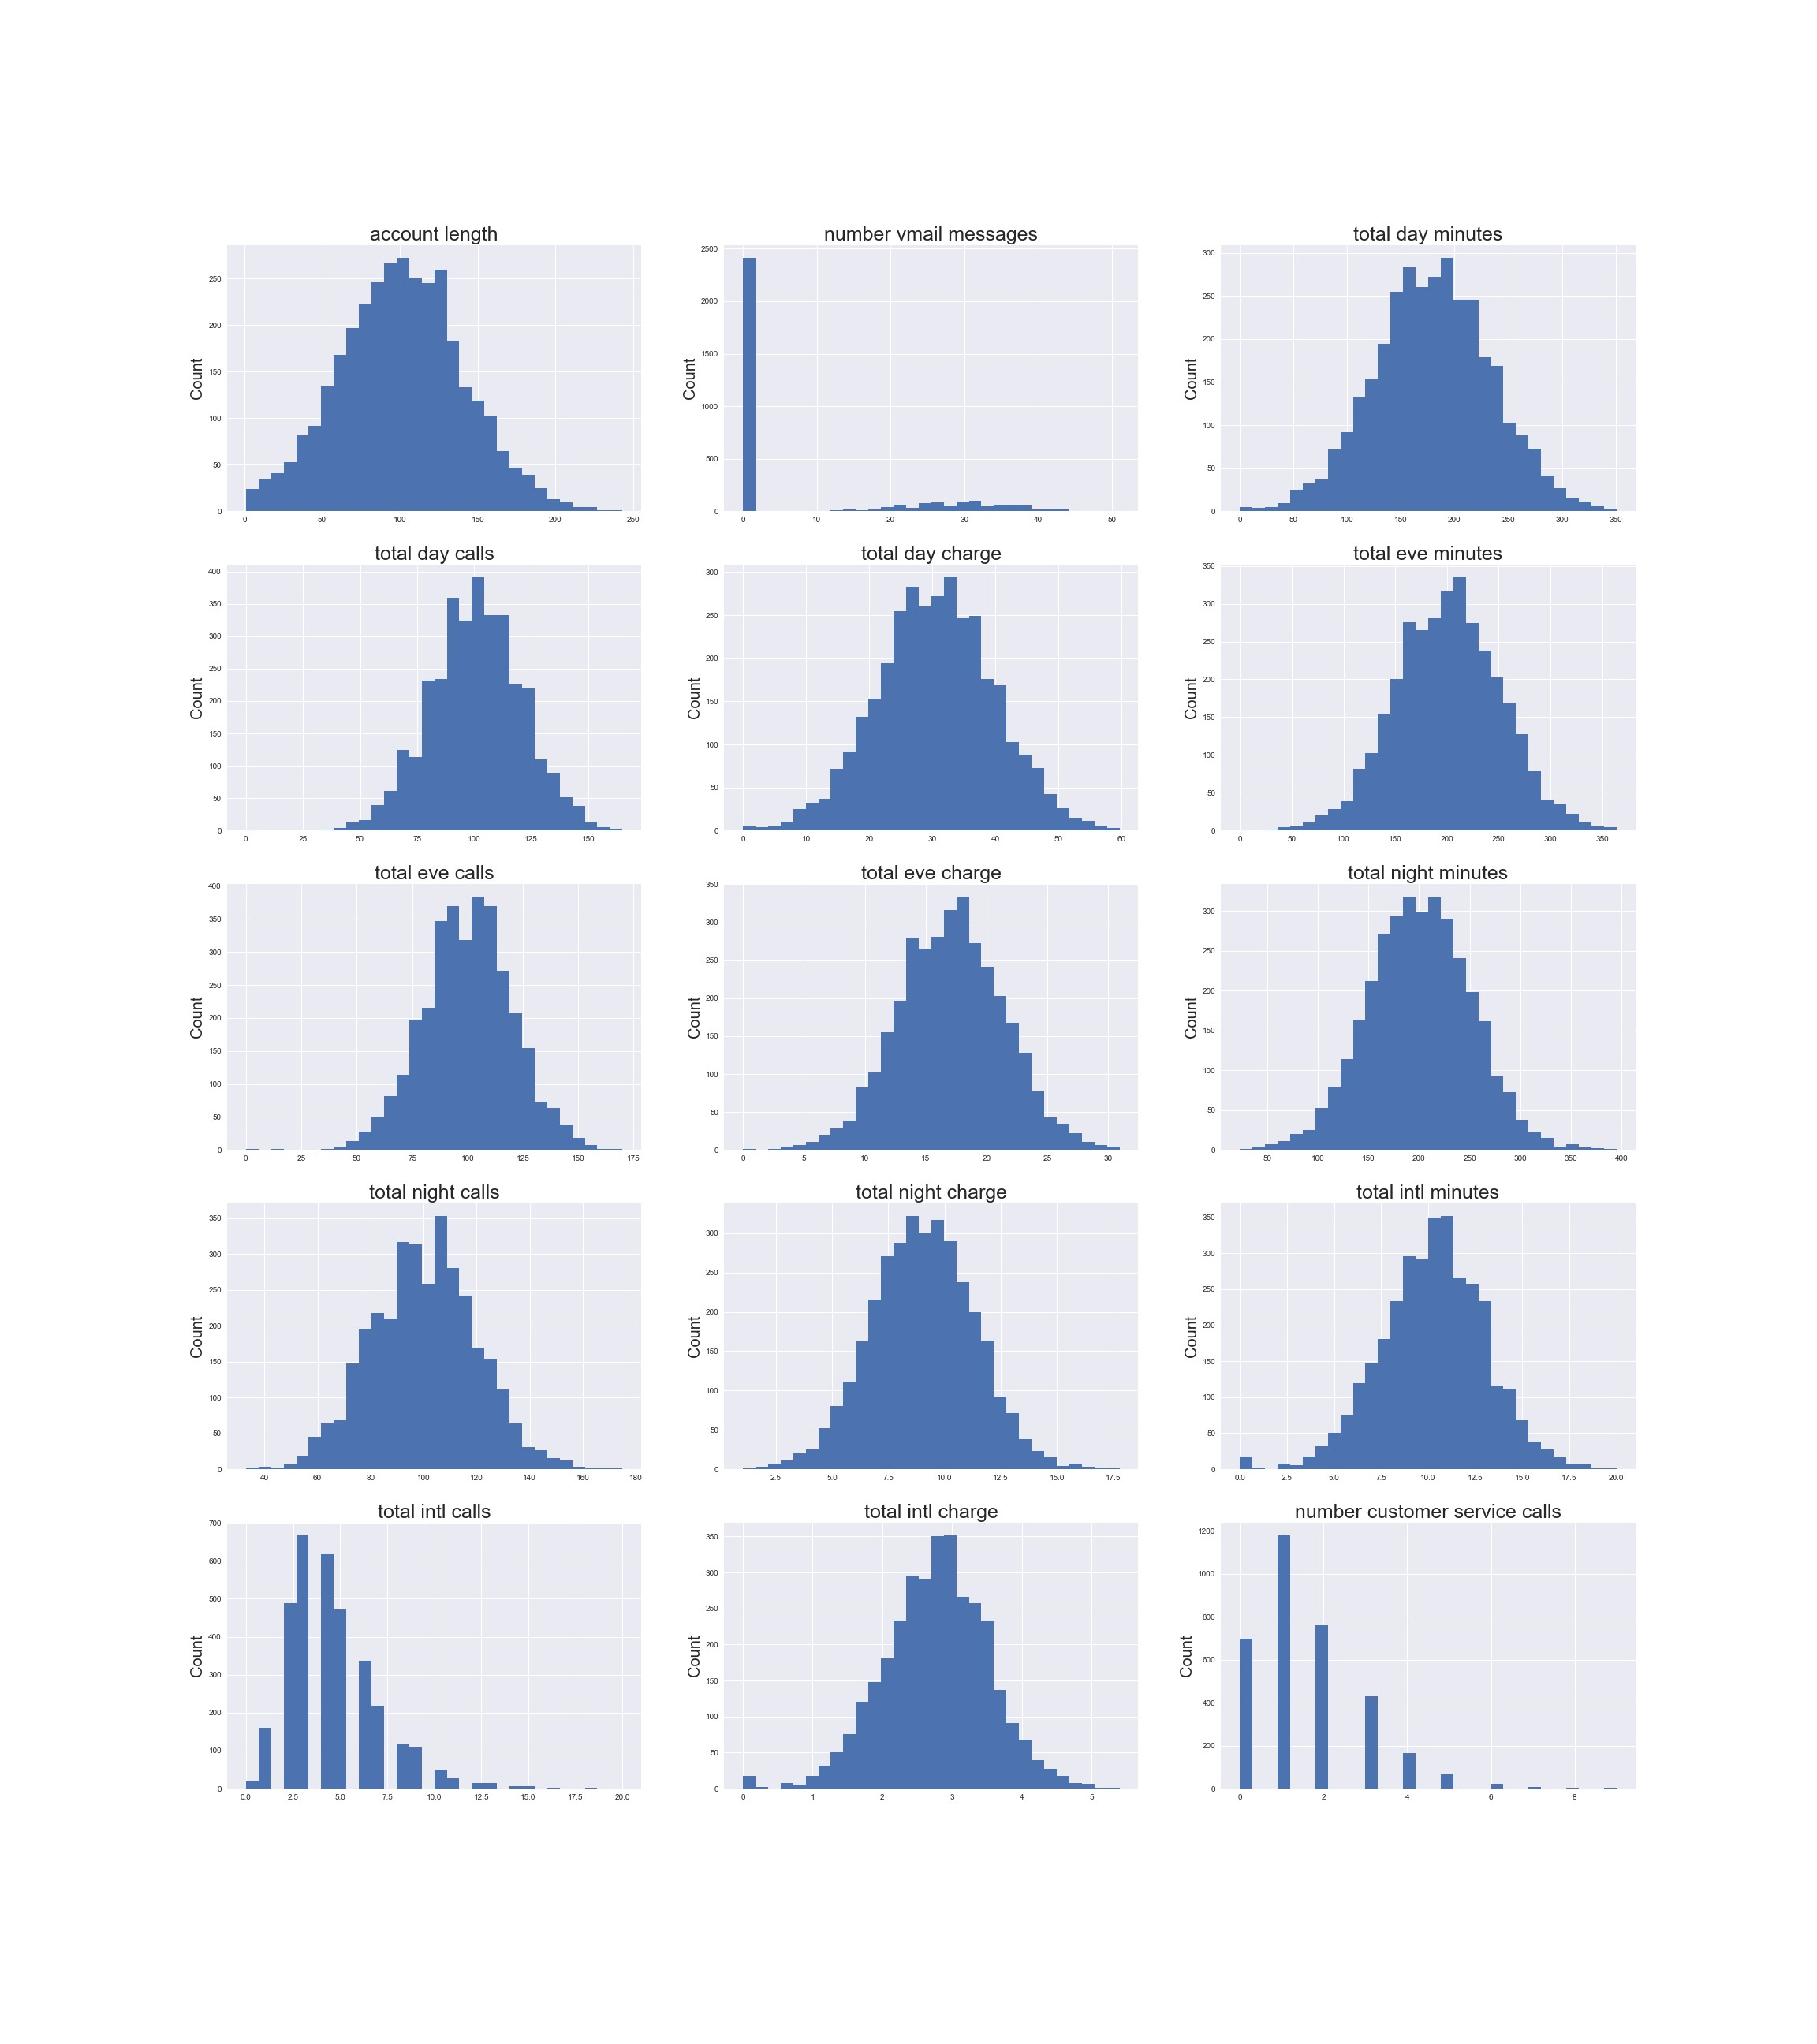 account length
number vmail messages
total day minutes
Count
250
200
150
100
50
0
0 50 100 150 200 250
Count
2500
2000
1500
1000
500
0
0 10 20 30 40 50
Count
300
250
200
150
100
50
0
0 50 100 150 200 250 300 350
total day calls
total day charge
total eve minutes
Count
400
350
300
250
200
150
100
50
0
0 25 50 75 100 125 150
Count
300
250
200
150
100
50
0
0 10 20 30 40 50 60
Count
350
300
250
200
150
100
50
0
0 50 100 150 200 250 300 350
total eve calls
total eve charge
total night minutes
Count
400
350
300
250
200
150
100
50
0
0 25 50 75 100 125 150 175
Count
350
300
250
200
150
100
50
0
0 5 10 15 20 25 30
Count
300
250
200
150
100
50
0
50 100 150 200 250 300 350 400
total night calls
total night charge
total intl minutes
Count
350
300
250
200
150
100
50
0
40 60 80 100 120 140 160 180
Count
300
250
200
150
100
50
0
2.5 5.0 7.5 10.0 12.5 15.0 17.5
Count
350
300
250
200
150
100
50
0
0.0 2.5 5.0 7.5 10.0 12.5 15.0 17.5 20.0
total intl calls
total intl charge
number customer service calls
Count
700
600
500
400
300
200
100
0
0.0 2.5 5.0 7.5 10.0 12.5 15.0 17.5 20.0
Count
350
300
250
200
150
100
50
0
0 1 2 3 4 5
Count
1200
1000
800
600
400
200
0
0 2 4 6 8